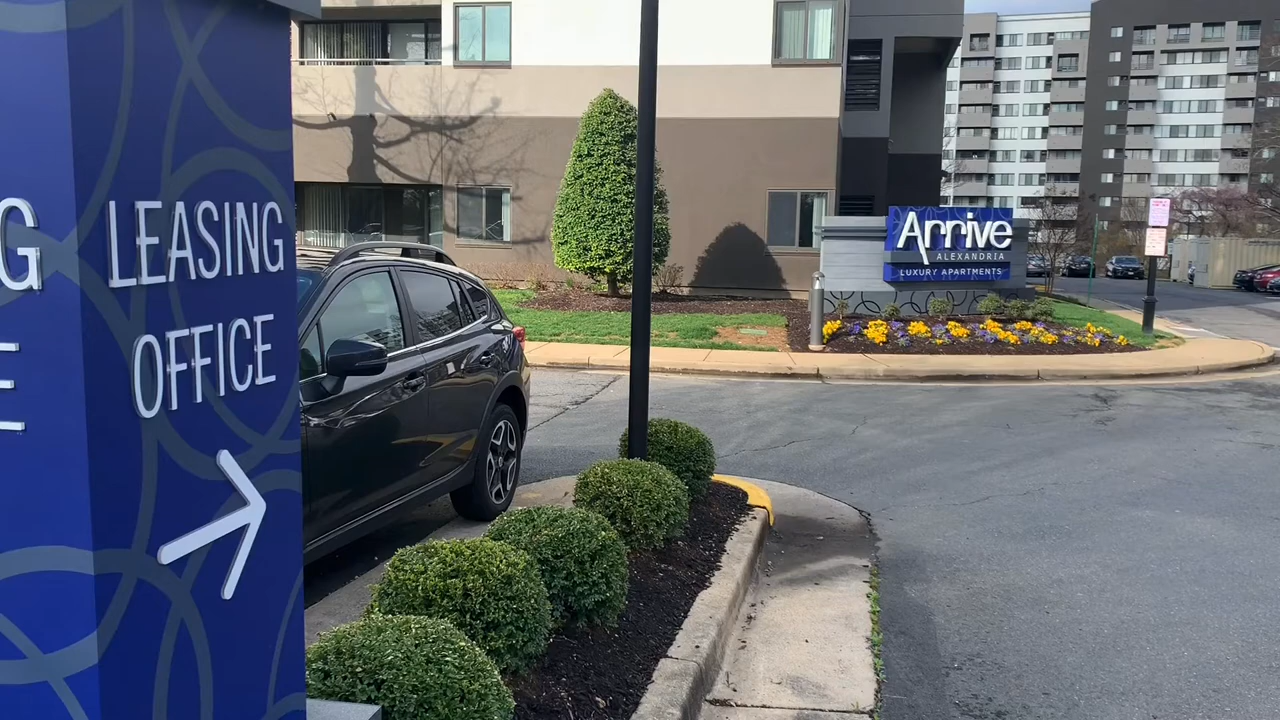 LEASING
OFFICE
Arrive
ALEXANDRIA
LUXURY APARTMENTS